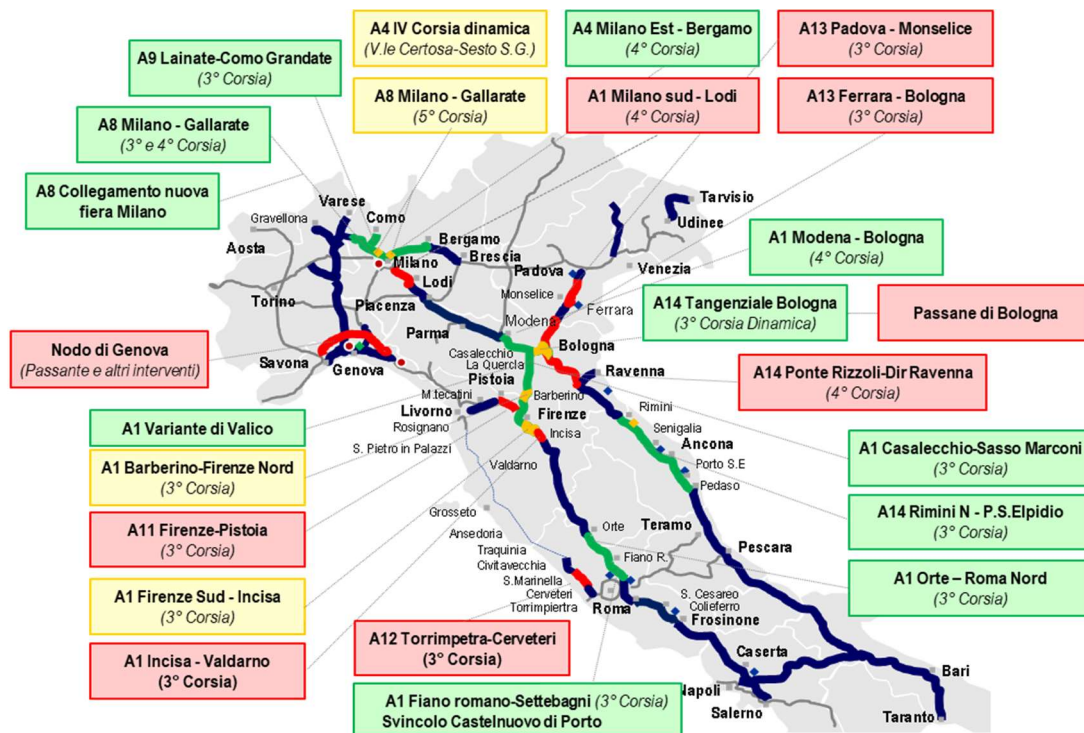 A4 IV Corsia dinamica
(V.le Certosa-Sesto S.G.)
A4 Milano Est - Bergamo
(4° Corsia)
A13 Padova - Monselice
(3° Corsia)
A9 Lainate-Como Grandate
(3° Corsia)
A8 Milano - Gallarate
(5° Corsia)
A1 Milano sud - Lodi
(4° Corsia)
A13 Ferrara - Bologna
(3° Corsia)
A8 Milano - Gallarate
(3° e 4° Corsia)
A8 Collegamento nuova
fiera Milano
Varese
Gravellona
Como
Aosta
Bergamo
Brescia
Milano
Lodi
Torino
Piacenza
Parma
Tarvisio
Udinee
Venezia
Padova
Monselice
Ferrara
Modena
A1 Modena - Bologna
(4° Corsia)
A14 Tangenziale Bologna
(3° Corsia Dinamica)
Passane di Bologna
Nodo di Genova
(Passante e altri interventi)
Savona
Genova
Casalecchio
La Quercla
Bologna
Ravenna
A14 Ponte Rizzoli-Dir Ravenna
(4° Corsia)
Pistoia
M.tecatini
Barberino
Livorno
Firenze
Rosignano
Incisa
S. Pietro in Palazzi
Valdarno
Rimini
Senigalia
Ancona
Porto S.E
Pedaso
A1 Variante di Valico
A1 Barberino-Firenze Nord
(3° Corsia)
A11 Firenze-Pistoia
(3° Corsia)
A1 Firenze Sud - Incisa
(3° Corsia)
A1 Incisa - Valdarno
(3° Corsia)
A1 Casalecchio-Sasso Marconi
(3° Corsia)
A14 Rimini N - P.S.Elpidio
(3° Corsia)
A1 Orte – Roma Nord
(3° Corsia)
Grosseto
Ansedoria
Traquinia
Civitavecchia
S.Marinella
Cerveteri
Torrimpiertra
Orte
Teramo
Fiano R.
Pescara
Roma
S. Cesareo
Colieferro
Frosinone
A12 Torrimpetra-Cerveteri
(3° Corsia)
Caserta
Bari
A1 Fiano romano-Settebagni (3° Corsia)
Svincolo Castelnuovo di Porto
Napoli
Salerno
Taranto